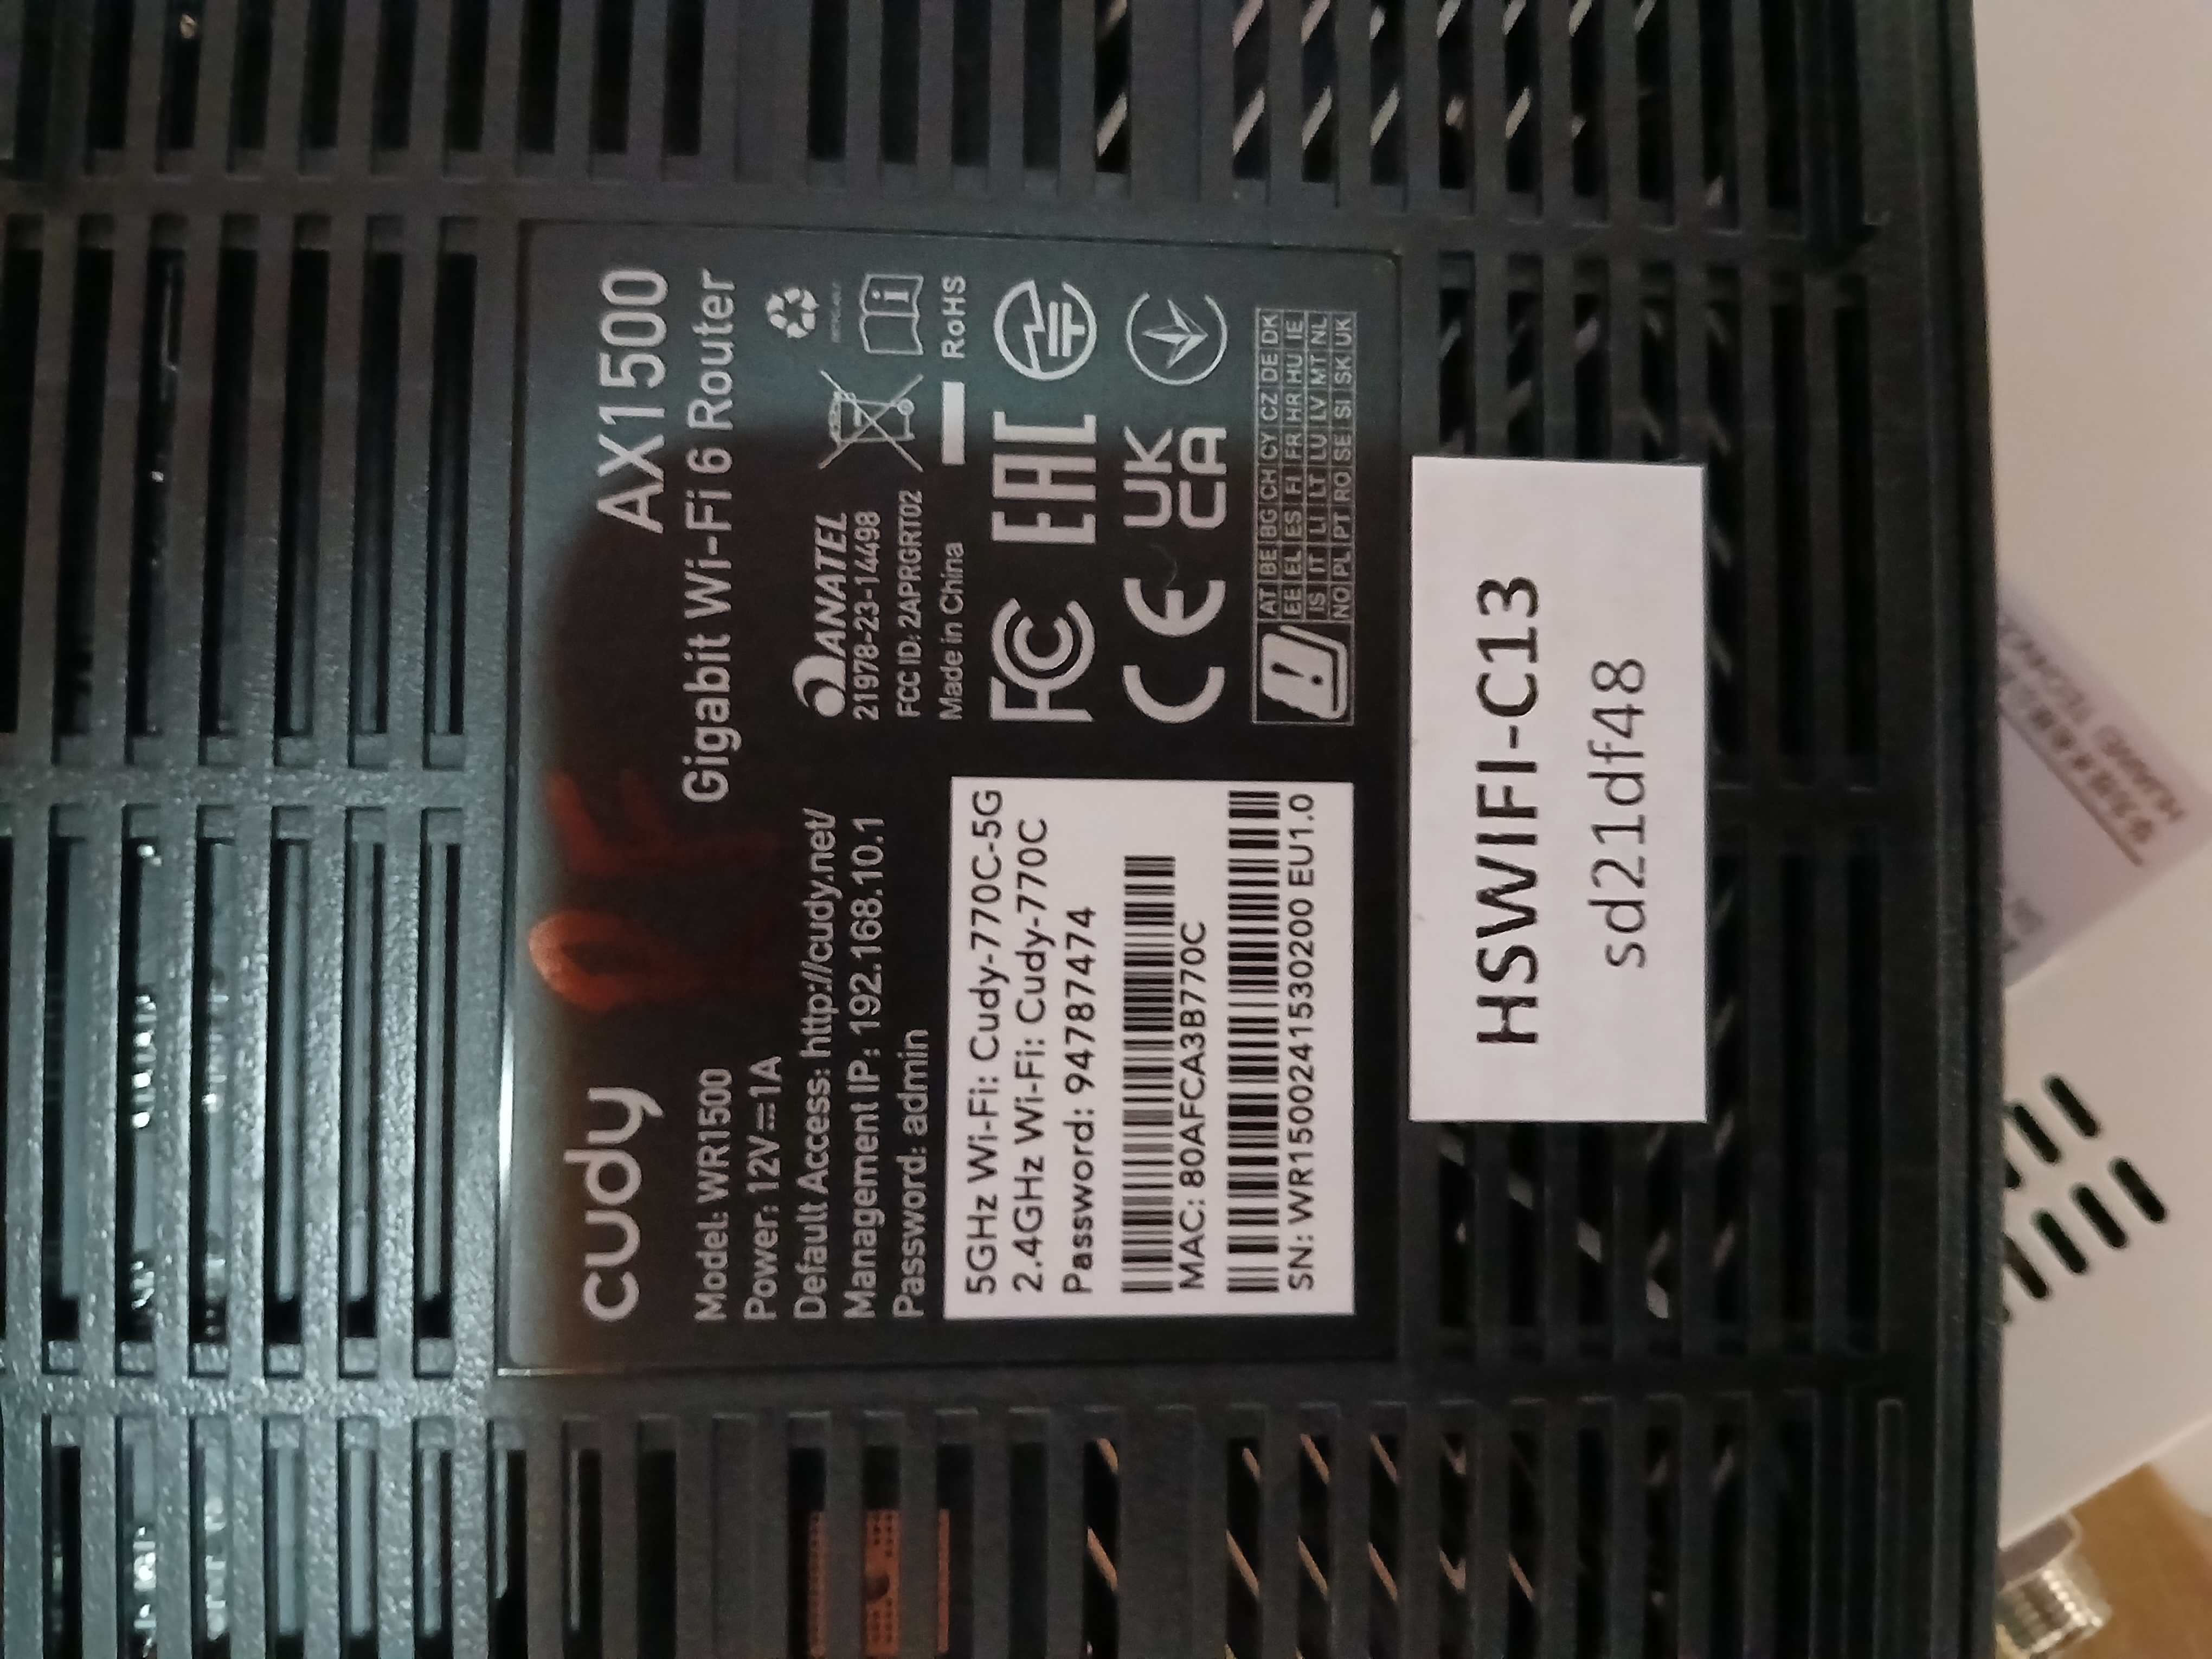 cudy
AX1500
Gigabit Wi-Fi 6 Router
Model: WR1500
Power: 12V⎓1A
Default Access: http://cudy.net/
Management IP: 192.168.10.1
Password: admin
ANATEL
21978-23-14498
FCC ID: 2APRGRT02
Made in China
RoHS
FC
EAC
CE
UK
CA
AT BE BG CH CY CZ DE DK
EE EL ES FI FR HR HU IE
IS IT LI LT LU LV MT NL
NO PL PT RO SE SI SK UK
5GHz Wi-Fi: Cudy-770C-5G
2.4GHz Wi-Fi: Cudy-770C
Password: 94787474
MAC: 80AFCA3B770C
SN: WR15002415300200 EU1.0
HSWIFI-C13
sd21df48